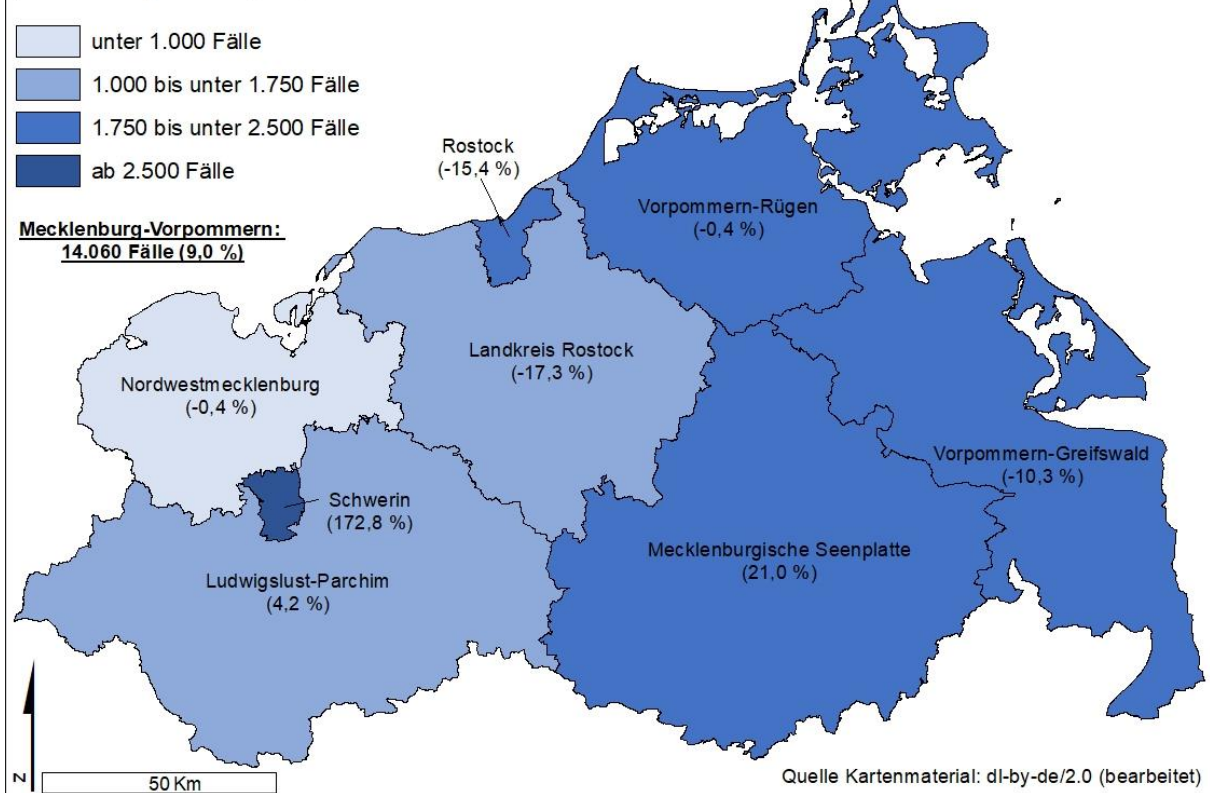 unter 1.000 Fälle
1.000 bis unter 1.750 Fälle
1.750 bis unter 2.500 Fälle
ab 2.500 Fälle
Mecklenburg-Vorpommern:
14.060 Fälle (9,0 %)
Rostock
(-15,4 %)
Vorpommern-Rügen
(-0,4 %)
Landkreis Rostock
(-17,3 %)
Nordwestmecklenburg
(-0,4 %)
Vorpommern-Greifswald
(-10,3 %)
Schwerin
(172,8 %)
Mecklenburgische Seenplatte
(21,0 %)
Ludwigslust-Parchim
(4,2 %)
N
50 Km
Quelle Kartenmaterial: dl-by-de/2.0 (bearbeitet)